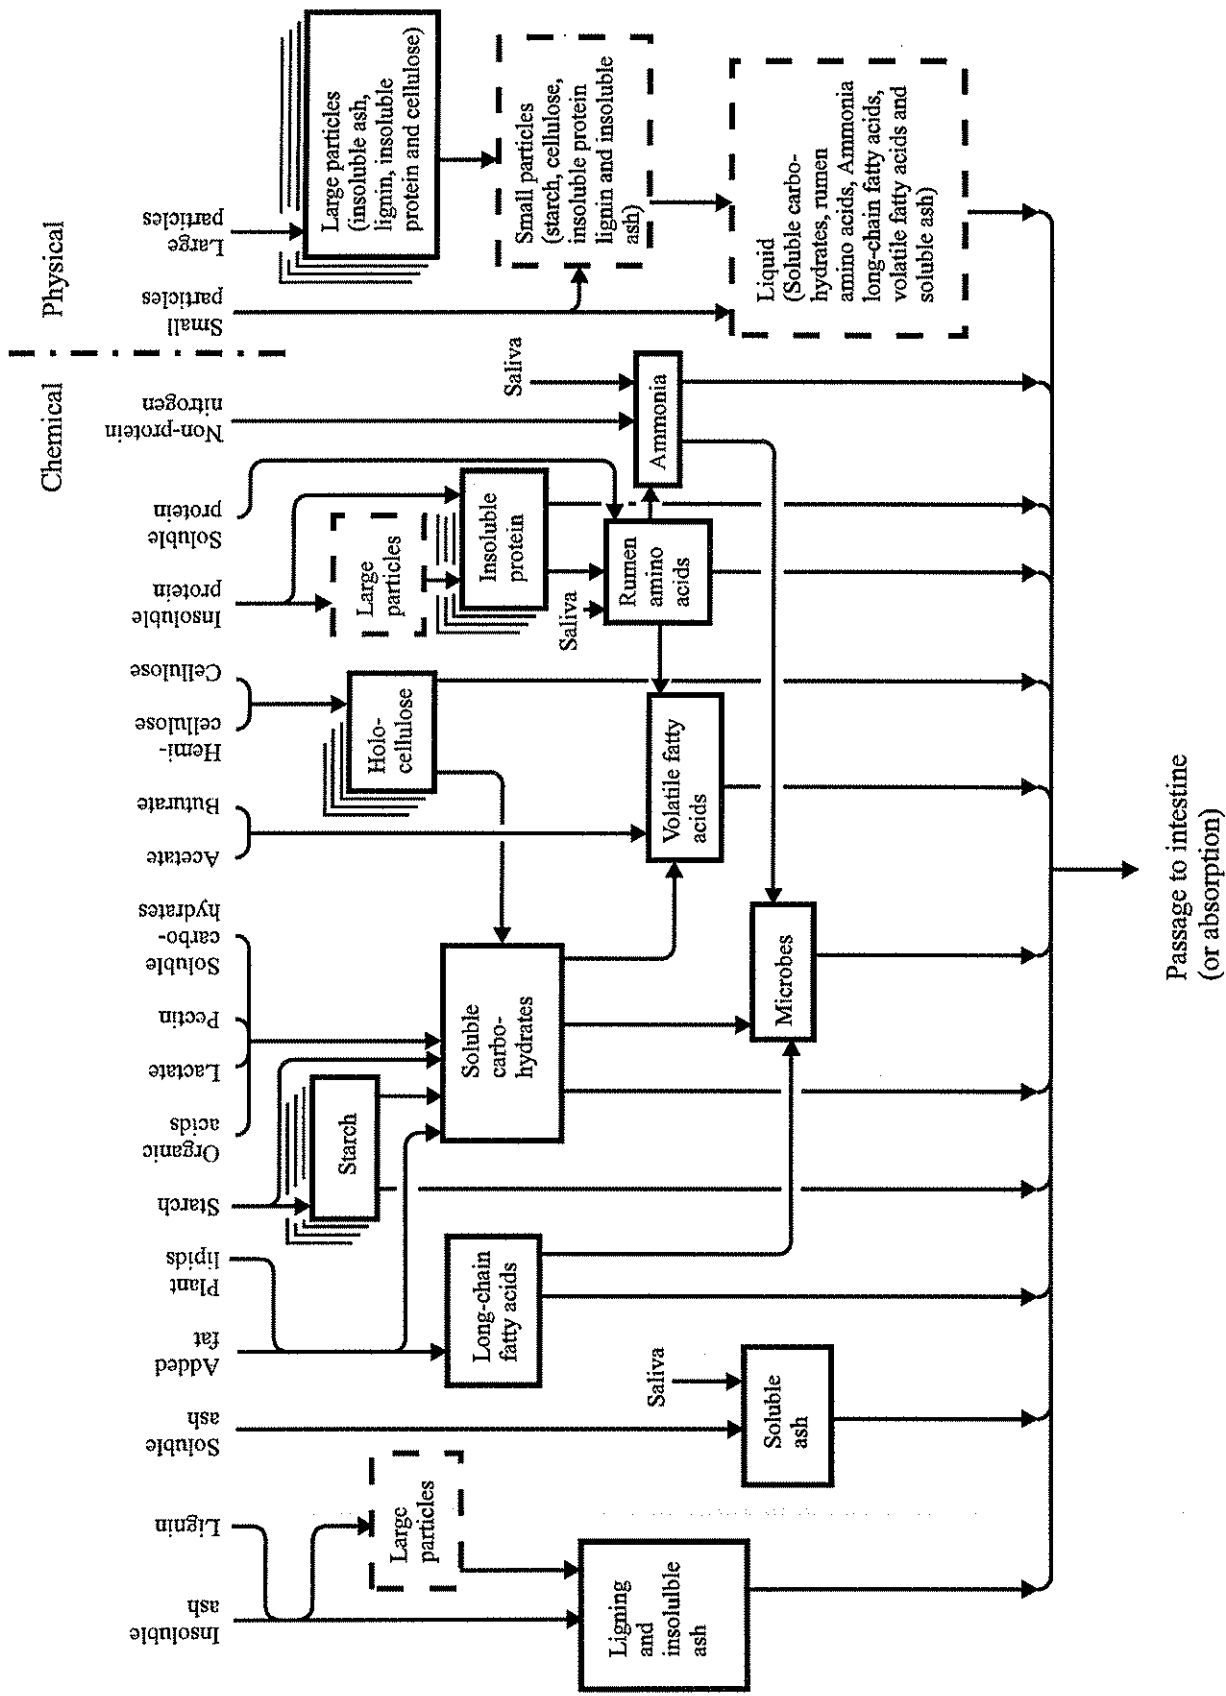 Chemical
Physical
Insoluble
ash
Lignin
Soluble
ash
Added
fat
Plant
lipids
Starch
Organic
acids
Lactate
Pectin
Soluble
carbo-
hydrates
Acetate
Buturate
Hemi-
cellulose
Cellulose
Insoluble
protein
Soluble
protein
Non-protein
nitrogen
Small
particles
Large
particles
Large
particles
Ligning
and
insolulble
ash
Saliva
Soluble
ash
Long-chain
fatty acids
Starch
Soluble
carbo-
hydrates
Microbes
Holo-
cellulose
Volatile fatty
acids
Large
particles
Insoluble
protein
Saliva
Rumen
amino
acids
Saliva
Ammonia
Large particles
(insoluble ash,
lignin, insoluble
protein and cellulose)
Small particles
(starch, cellulose,
insoluble protein
lignin and insoluble
ash)
Liquid
(Soluble carbo-
hydrates, rumen
amino acids, Ammonia
long-chain fatty acids,
volatile fatty acids and
soluble ash)
Passage to intestine
(or absorption)